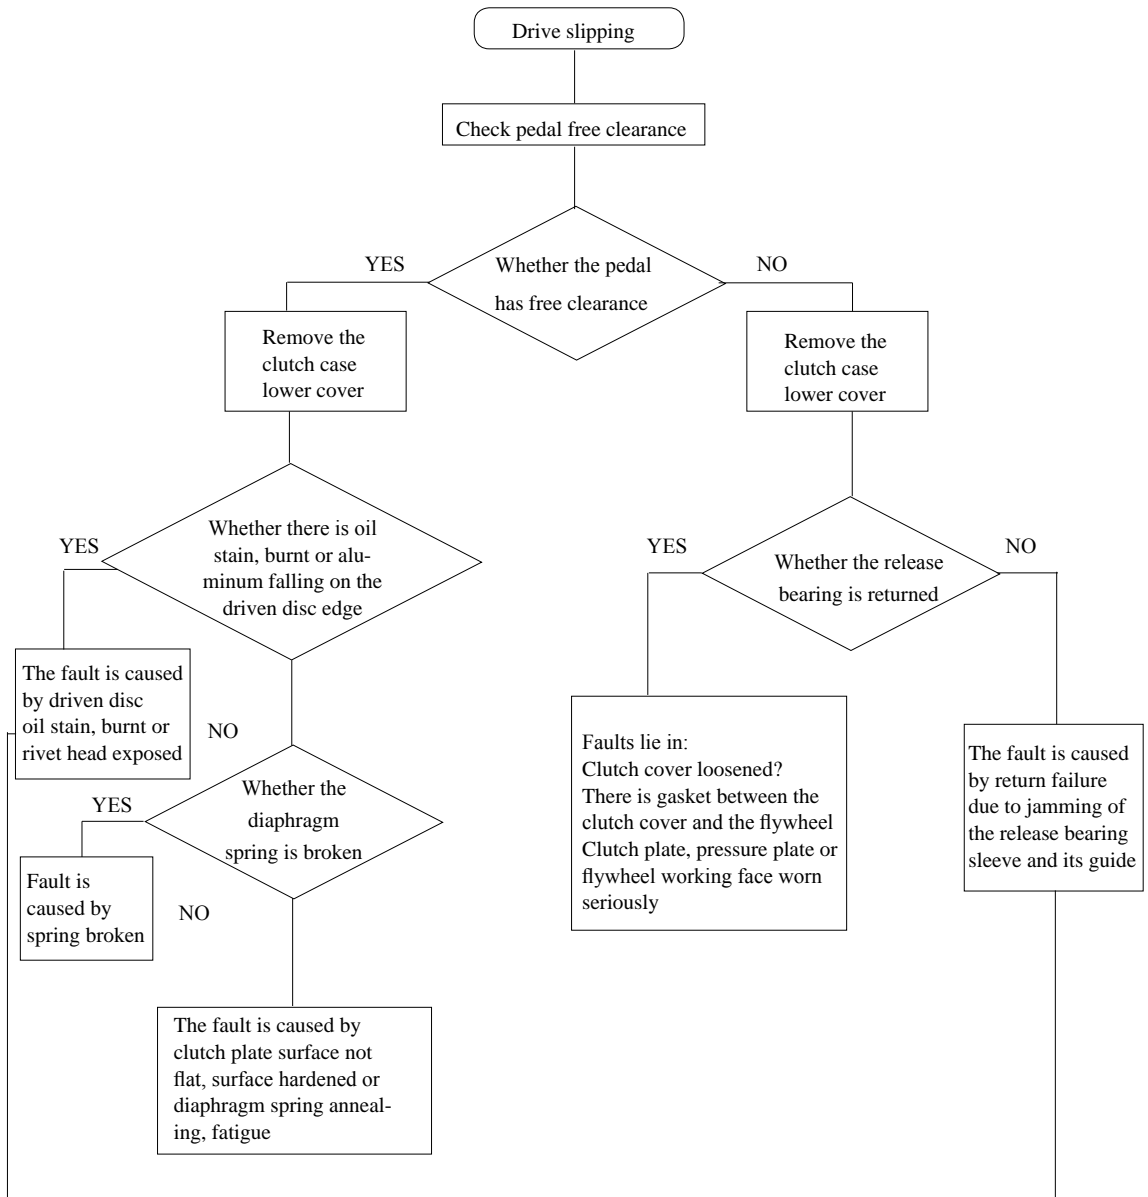 Drive slipping
Check pedal free clearance
YES
Whether the pedal
has free clearance
NO
Remove the
clutch case
lower cover
Remove the
clutch case
lower cover
YES
Whether there is oil
stain, burnt or alu-
minum falling on the
driven disc edge
YES
Whether the release
bearing is returned
NO
The fault is caused
by driven disc
oil stain, burnt or
rivet head exposed
NO
Faults lie in:
Clutch cover loosened?
There is gasket between the
clutch cover and the flywheel
Clutch plate, pressure plate or
flywheel working face worn
seriously
The fault is caused
by return failure
due to jamming of
the release bearing
sleeve and its guide
YES
Whether the
diaphragm
spring is broken
Fault is
caused by
spring broken
NO
The fault is caused by
clutch plate surface not
flat, surface hardened or
diaphragm spring anneal-
ing, fatigue